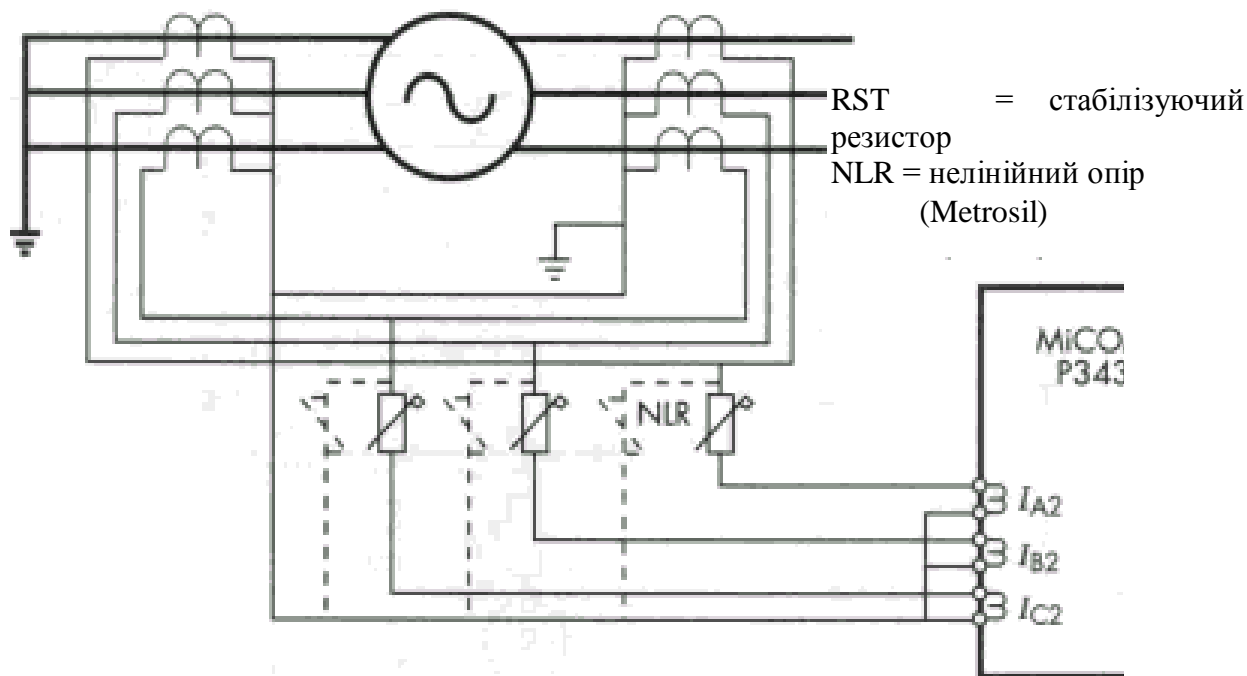 RST = стабілізуючий
резистор
NLR = нелінійний опір
(Metrosil)
MiCO
P343
NLR
IA2
IB2
IC2